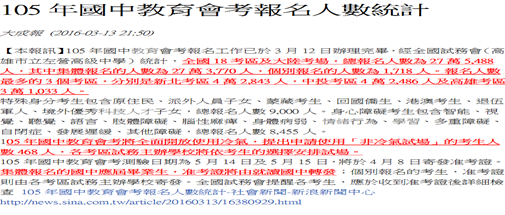 105 年國中教育會考報名人數統計
大成報 (2016-03-13 21:50)
【本報訊】105 年國中教育會考報名工作已於 3 月 12 日辦理完畢，經全國試務會（高
雄市立左營高級中學）統計，全國 18 考區及大陸考場，總報名人數為 27 萬 5,488
人，其中集體報名的人數為 27 萬 3,770 人，個別報名的人數為 1,718 人。報名人數
最多的 3 個考區，分別是新北考區 4 萬 2,843 人、中投考區 4 萬 2,486 人及高雄考區
3 萬 1,033 人。
特殊身分考生包含原住民、派外人員子女、蒙藏考生、回國僑生、港澳考生、退伍
軍人、境外優秀科技人才子女，總報名人數 9,000 人。身心障礙考生包含智能、視
覺、聽覺、語言、肢體障礙、腦性麻痺、身體病弱、情緒行為、學習、多重障礙、
自閉症、發展遲緩、其他障礙，總報名人數 8,455 人。
105 年國中教育會考將全面開放使用冷氣，提出申請使用「非冷氣試場」的考生人
數 468 人，各考區試務主辦學校將依考生的選擇安排試場。
105 年國中教育會考測驗日期為 5 月 14 日及 5 月 15 日，將於 4 月 8 日寄發准考證。
集體報名的國中應屆畢業生，准考證將由就讀國中轉發；個別報名的考生，准考證
則由各考區試務主辦學校寄發。全國試務會提醒各考生，應於收到准考證後詳細檢
查 105 年國中教育會考報名人數統計-社會新聞-新浪新聞中心
http://news.sina.com.tw/article/20160313/16380929.html